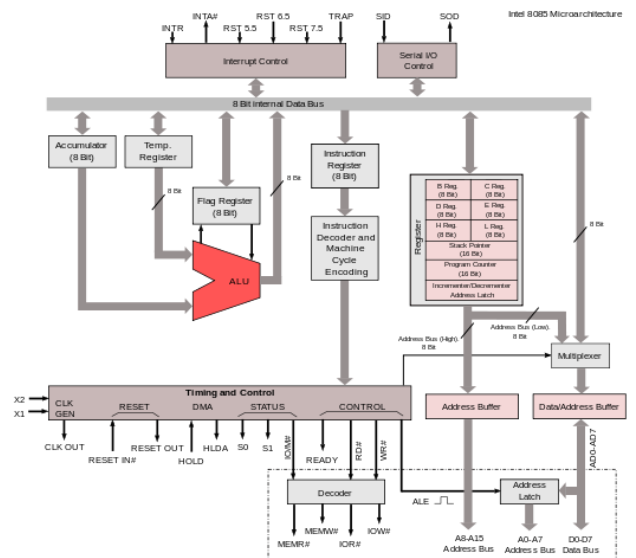 Intel 8085 Microarchitecture
INTR
INTA#
RST 5.5
RST 6.5
RST 7.5
TRAP
SID
SOD
Interrupt Control
Serial I/O
Control
8 Bit internal Data Bus
Accumulator
(8 Bit)
Temp.
Register
Instruction
Register
(8 Bit)
8 Bit
8 Bit
Flag Register
(8 Bit)
Instruction
Decoder and
Machine
Cycle
Encoding
ALU
Register
B Reg.
(8 Bit)
C Reg.
(8 Bit)
D Reg.
(8 Bit)
E Reg.
(8 Bit)
H Reg.
(8 Bit)
L Reg.
(8 Bit)
Stack Pointer
(16 Bit)
Program Counter
(16 Bit)
Incrementer/Decrementer
Address Latch
8 Bit
Address Bus (High).
8 Bit
Address Bus (Low).
8 Bit
Multiplexer
Timing and Control
X2
X1
CLK
GEN
RESET
DMA
STATUS
CONTROL
Address Buffer
Data/Address Buffer
CLK OUT
RESET IN#
RESET OUT
HOLD
HLDA
S0
S1
IO/M#
READY
RD#
WR#
AD0-AD7
Decoder
ALE
Address
Latch
MEMR#
MEMW#
IOR#
IOW#
A8-A15
Address Bus
A0-A7
Address Bus
D0-D7
Data Bus